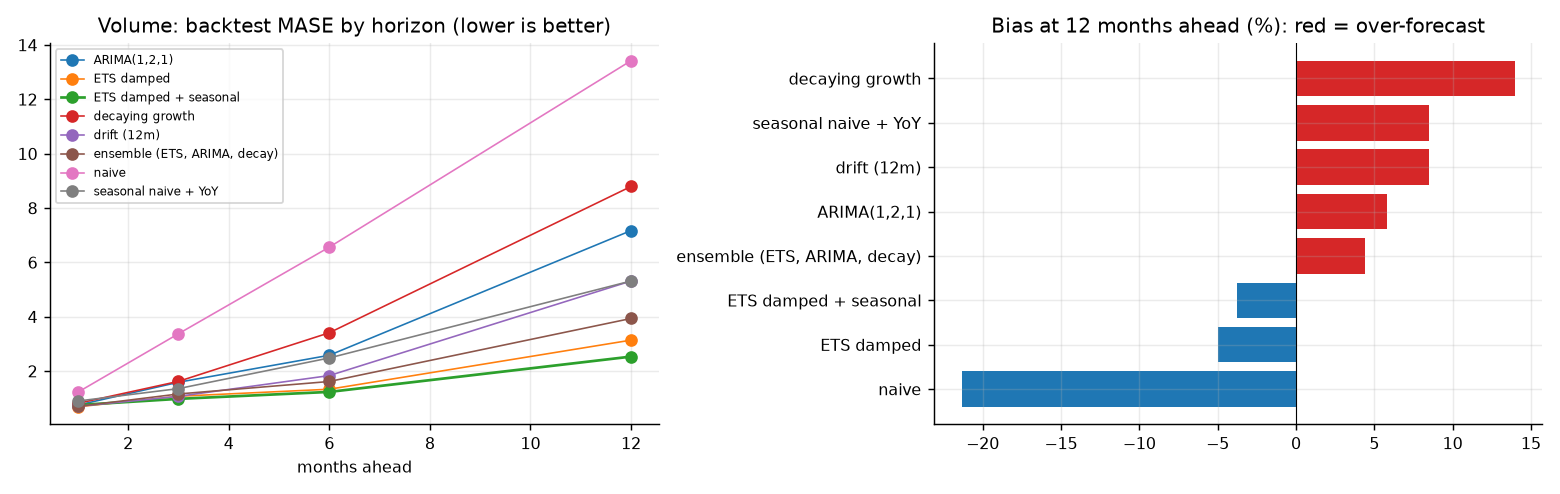 Volume: backtest MASE by horizon (lower is better)
14
12
10
8
6
4
2
ARIMA(1,2,1)
ETS damped
ETS damped + seasonal
decaying growth
drift (12m)
ensemble (ETS, ARIMA, decay)
naive
seasonal naive + YoY
2 4 6 8 10 12
months ahead
Bias at 12 months ahead (%): red = over-forecast
decaying growth
seasonal naive + YoY
drift (12m)
ARIMA(1,2,1)
ensemble (ETS, ARIMA, decay)
ETS damped + seasonal
ETS damped
naive
−20 −15 −10 −5 0 5 10 15